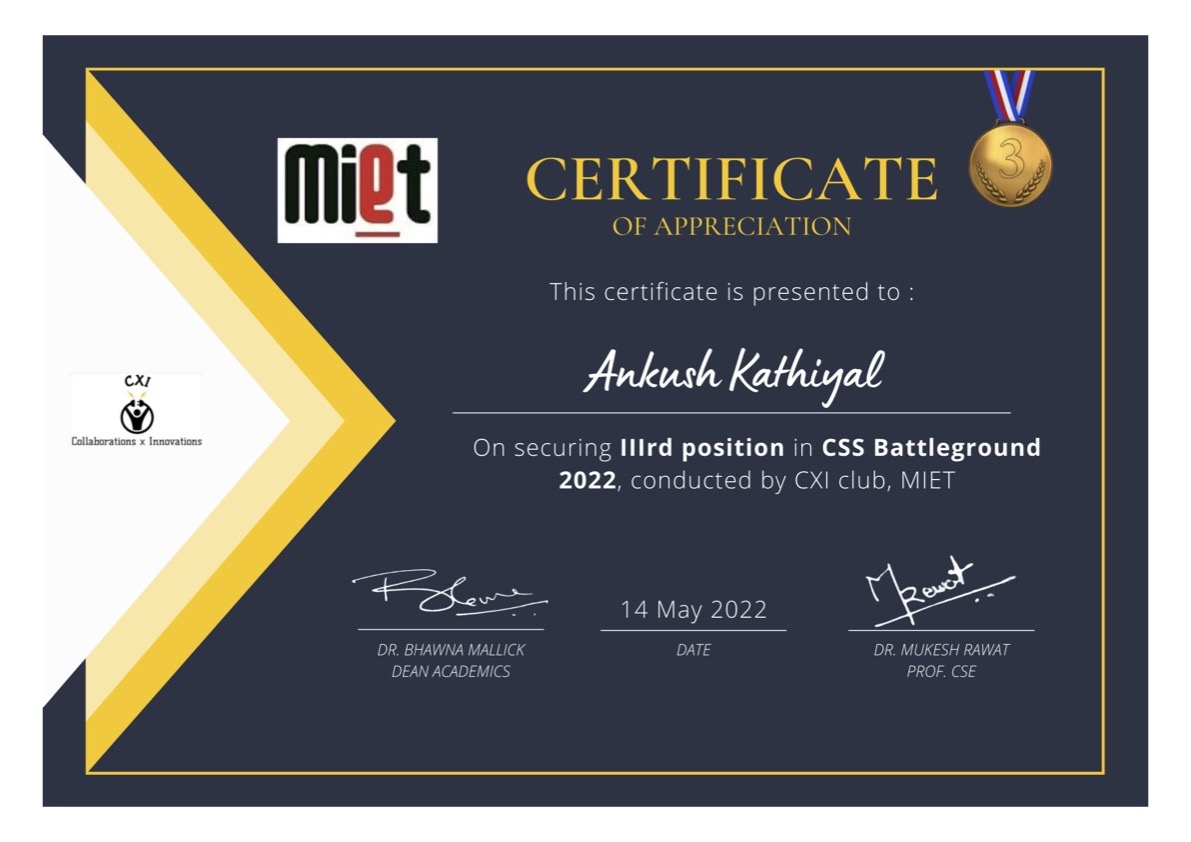 miet
CERTIFICATE
OF APPRECIATION
3
This certificate is presented to :
Ankush Kathiyal
CXI
Collaborations x Innovations
On securing IIIrd position in CSS Battleground
2022, conducted by CXI club, MIET
14 May 2022
MRawat
DR. BHAWNA MALLICK
DEAN ACADEMICS
DATE
DR. MUKESH RAWAT
PROF. CSE